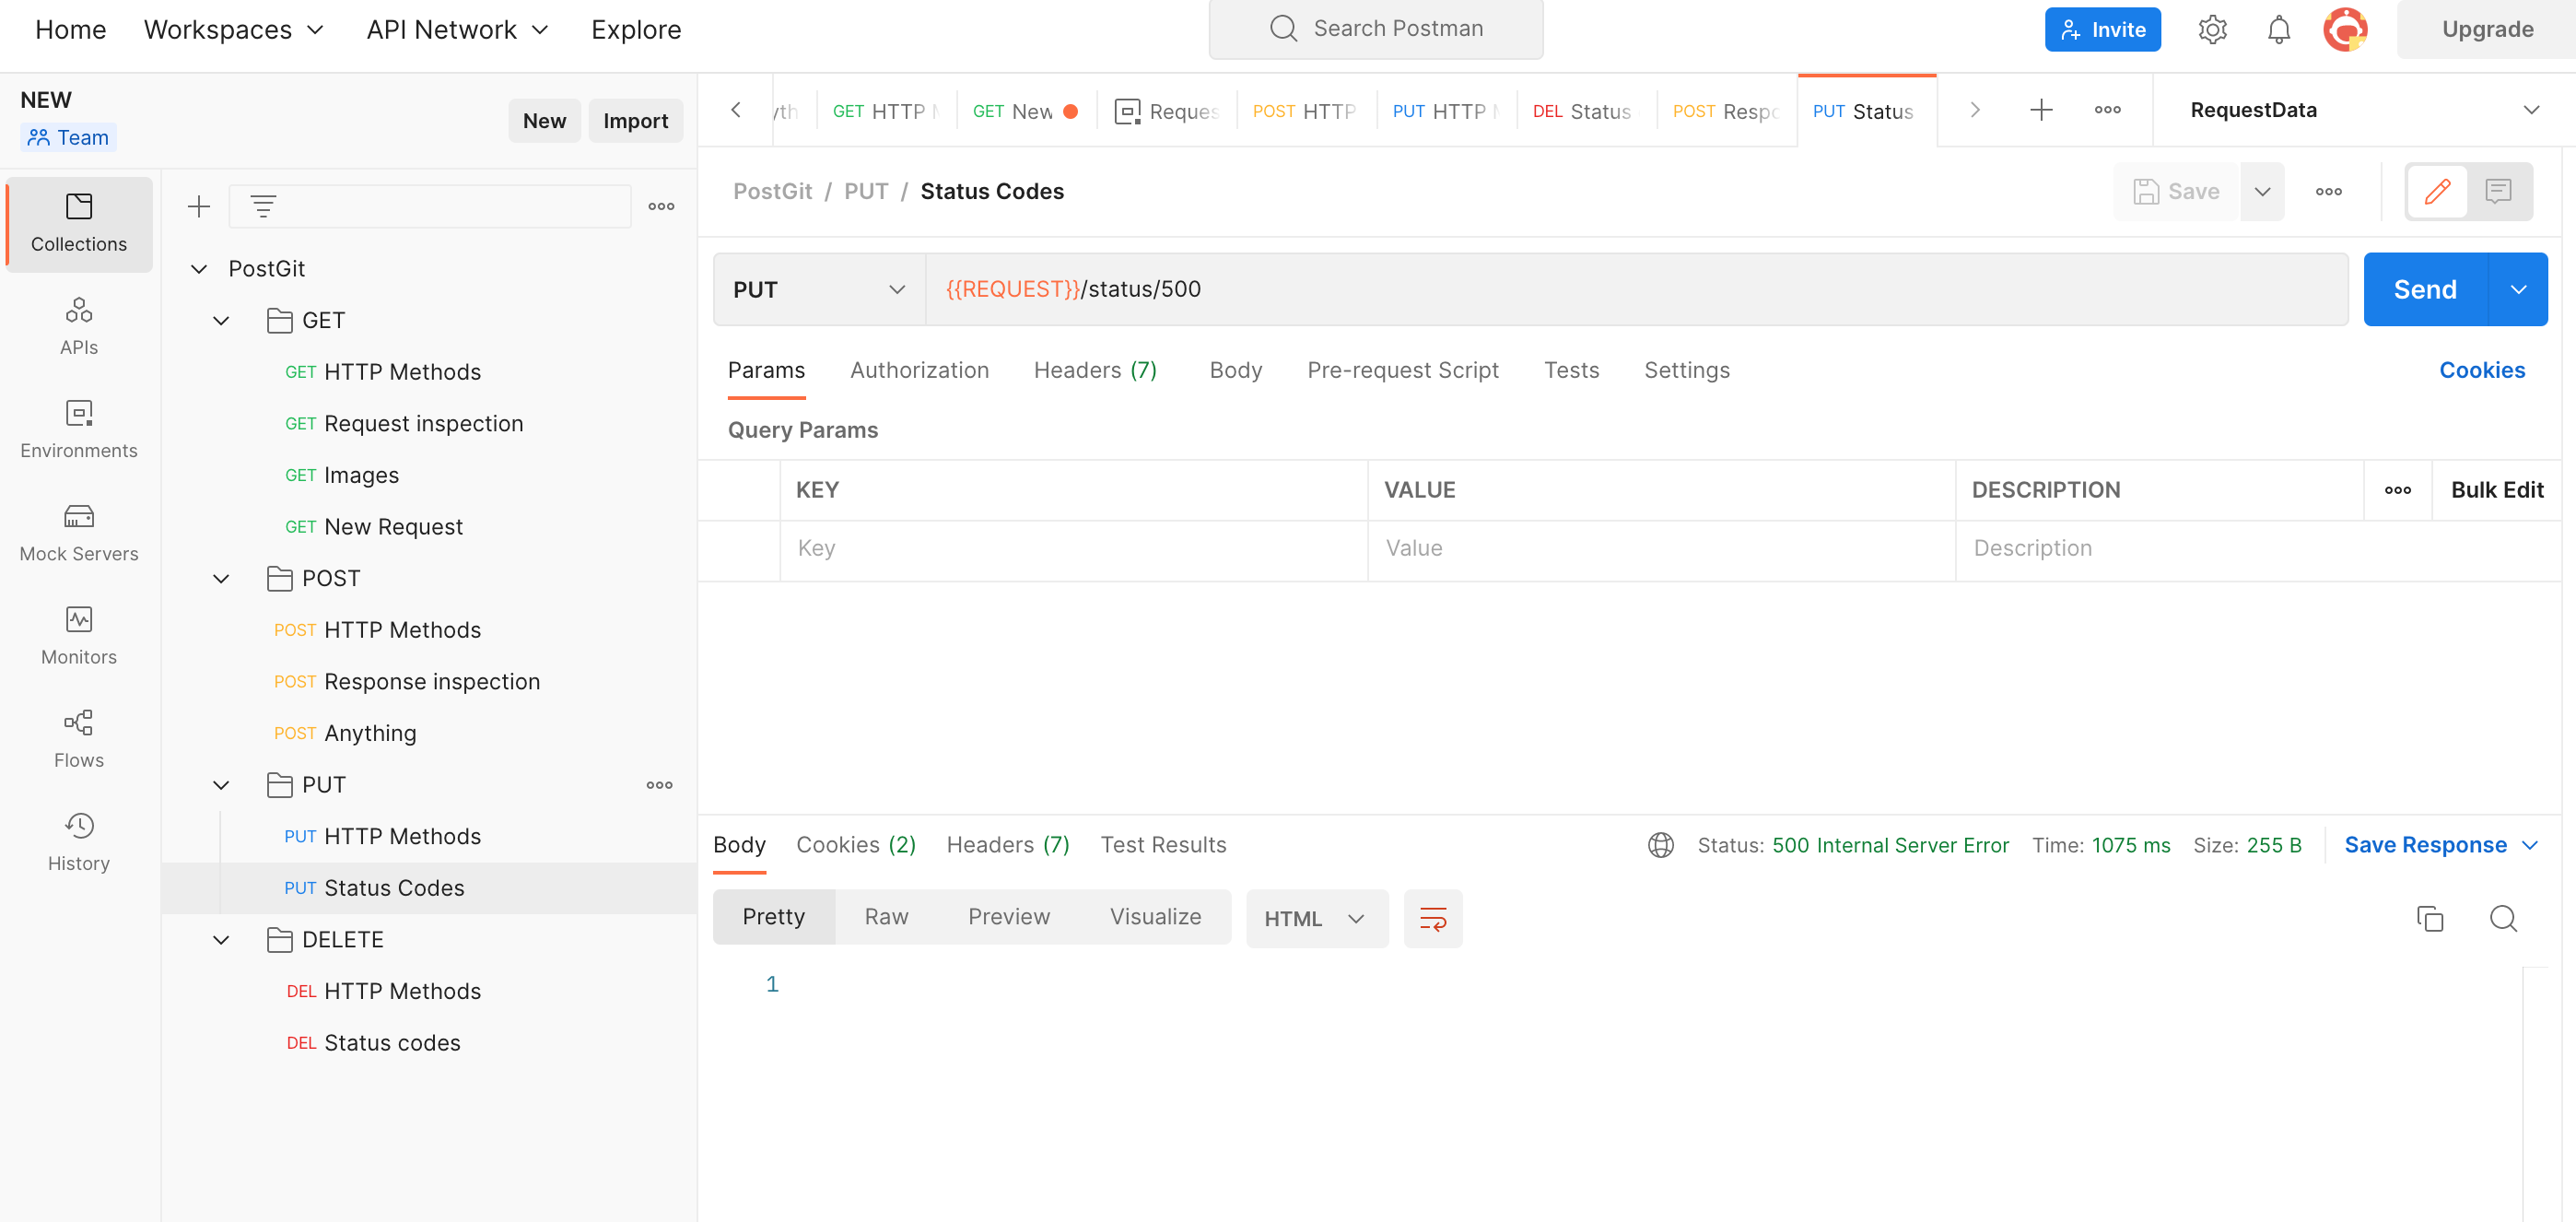 Home Workspaces API Network Explore Search Postman Invite Upgrade
NEW
Team
New Import
GET HTTP GET New Reques POST HTTP PUT HTTP DEL Status POST Respo PUT Status RequestData
Collections
APIs
Environments
Mock Servers
Monitors
Flows
History
PostGit
GET
GET HTTP Methods
GET Request inspection
GET Images
GET New Request
POST
POST HTTP Methods
POST Response inspection
POST Anything
PUT
PUT HTTP Methods
PUT Status Codes
DELETE
DEL HTTP Methods
DEL Status codes
PostGit / PUT / Status Codes Save
PUT {{REQUEST}}/status/500 Send
Params Authorization Headers (7) Body Pre-request Script Tests Settings Cookies
Query Params
KEY VALUE DESCRIPTION Bulk Edit
Key Value Description
Body Cookies (2) Headers (7) Test Results Status: 500 Internal Server Error Time: 1075 ms Size: 255 B Save Response
Pretty Raw Preview Visualize HTML
1